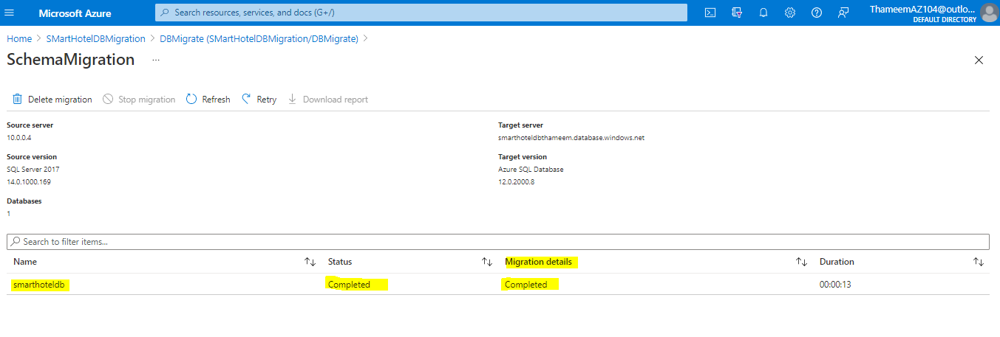 Microsoft Azure
Search resources, services, and docs (G+/)
ThameemAZ104@outlo...
DEFAULT DIRECTORY
Home > SMartHotelDBMigration > DBMigrate (SMartHotelDBMigration/DBMigrate) >
SchemaMigration ...
Delete migration Stop migration Refresh Retry Download report
Source server Target server
10.0.0.4 smarthoteldbthameem.database.windows.net
Source version Target version
SQL Server 2017 Azure SQL Database
14.0.1000.169 12.0.2000.8
Databases
1
Search to filter items...
Name Status Migration details Duration
smarthoteldb Completed Completed 00:00:13